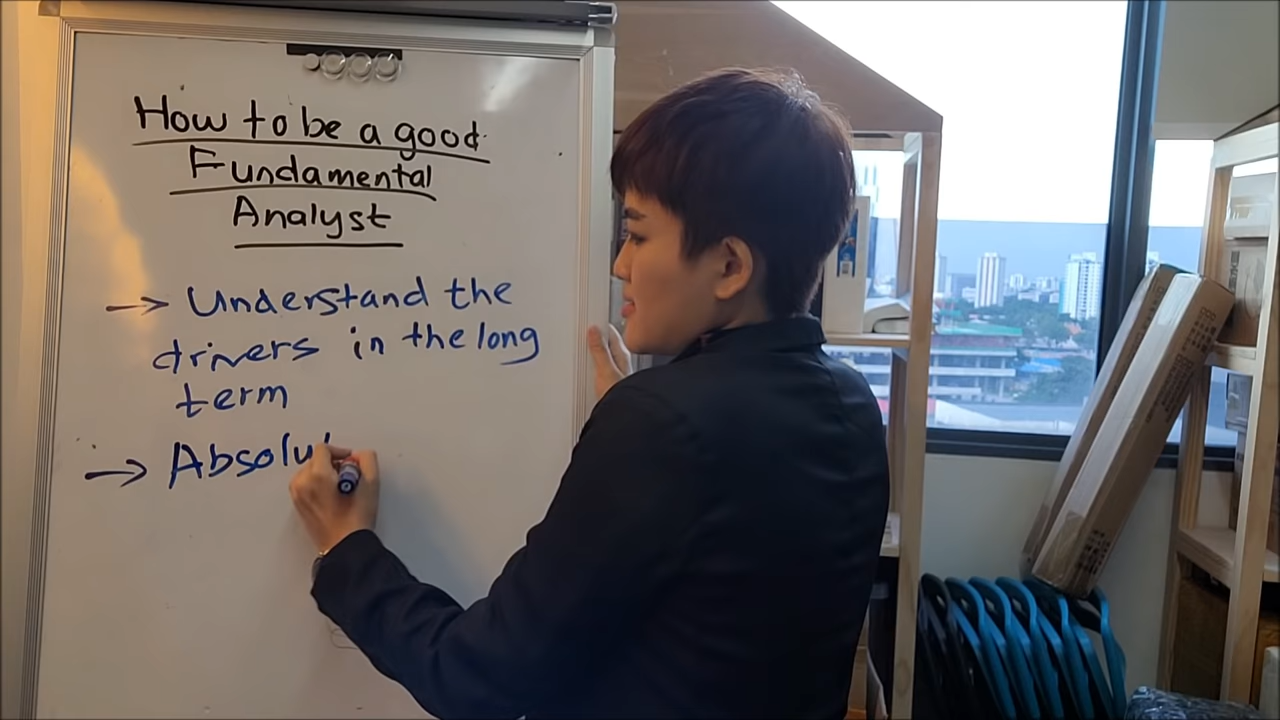 How to be a good
Fundamental
Analyst
→ Understand the
drivers in the long
term
→ Absolu